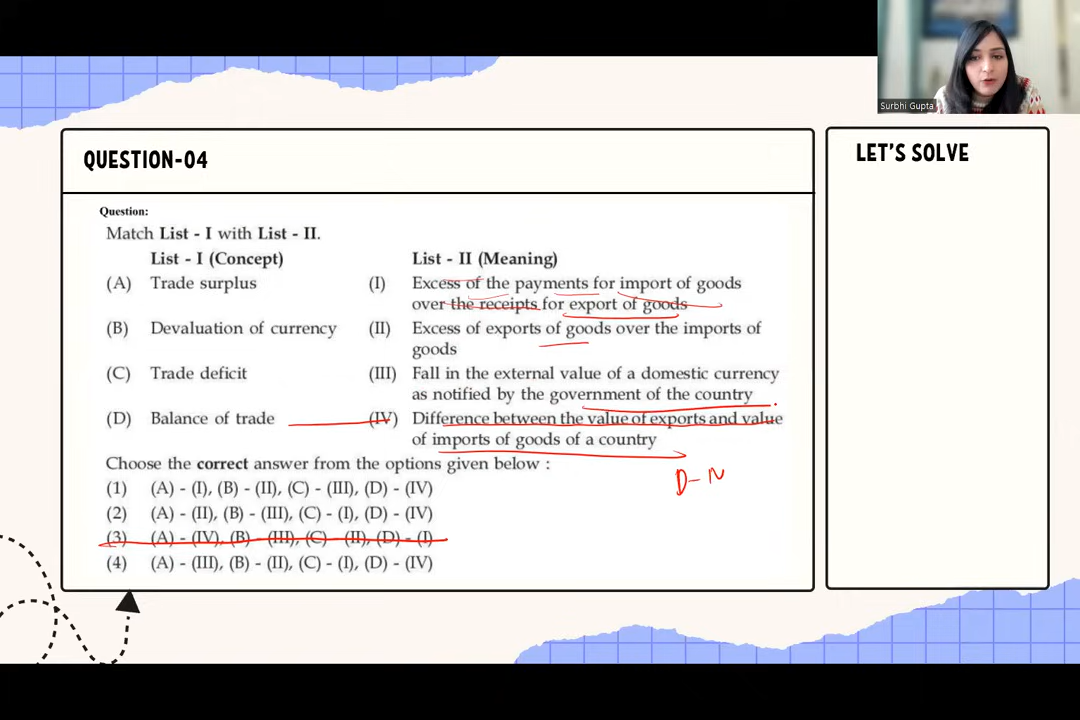 Surbhi Gupta
QUESTION-04
LET'S SOLVE
Question:
Match List - I with List - II.
List - I (Concept) List - II (Meaning)
(A) Trade surplus (I) Excess of the payments for import of goods
over the receipts for export of goods
(B) Devaluation of currency (II) Excess of exports of goods over the imports of
goods
(C) Trade deficit (III) Fall in the external value of a domestic currency
as notified by the government of the country
(D) Balance of trade (IV) Difference between the value of exports and value
of imports of goods of a country
Choose the correct answer from the options given below :
(1) (A) - (I), (B) - (II), (C) - (III), (D) - (IV)
(2) (A) - (II), (B) - (III), (C) - (I), (D) - (IV)
(3) (A) - (IV), (B) - (III), (C) - (II), (D) - (I)
(4) (A) - (III), (B) - (II), (C) - (I), (D) - (IV)